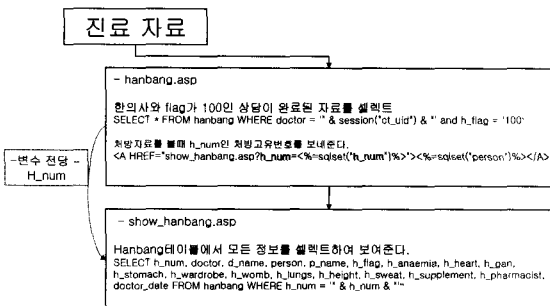 진료 자료
- hanbang.asp
한의사와 flag가 100인 상담이 완료된 자료를 셀렉트
SELECT * FROM hanbang WHERE doctor = '" & session("ct_uid") & "' and h_flag = '100'
처방자료를 볼때 h_num인 처방고유번호를 보네준다.
<A HREF="show_hanbang.asp?h_num=<%=sqlset("h_num")%>"><%=sqlset("person")%></A>
-변수 전달 -
H_num
- show_hanbang.asp
Hanbang테이블에서 모든 정보를 셀렉트하여 보여준다.
SELECT h_num, doctor, d_name, person, p_name, h_flag, h_anaemia, h_heart, h_gan,
h_stomach, h_wardrobe, h_womb, h_lungs, h_height, h_sweat, h_supplement, h_pharmacist,
doctor_date FROM hanbang WHERE h_num = '" & h_num & "'"